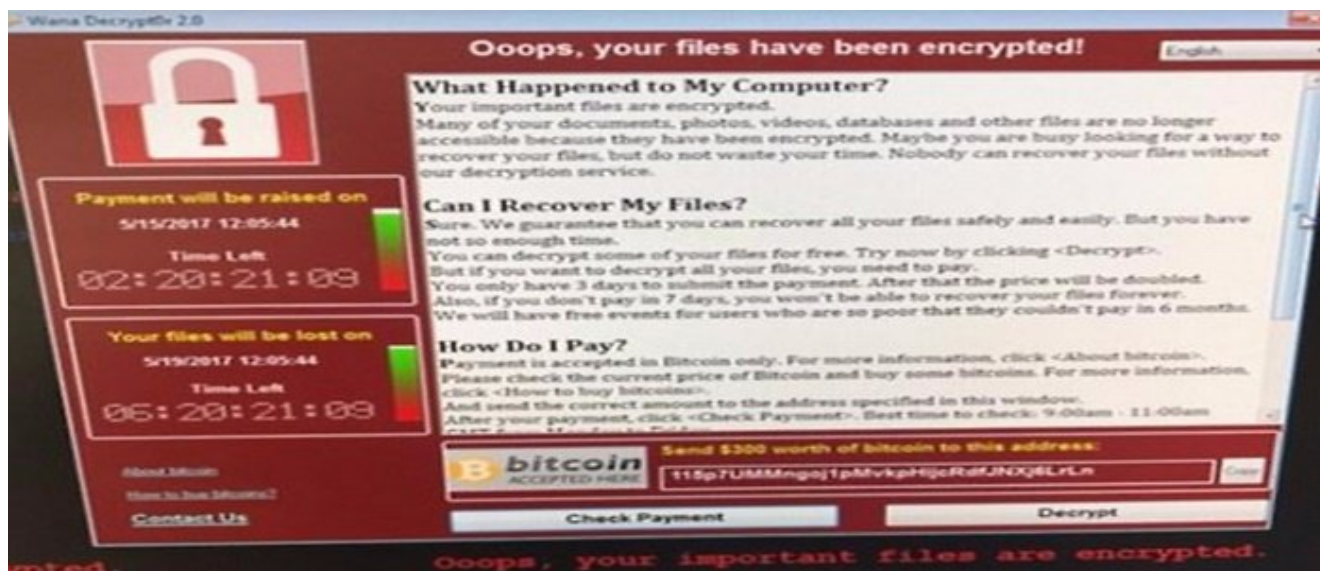 Wana Decrypt0r 2.0
Ooops, your files have been encrypted!
English
What Happened to My Computer?
Your important files are encrypted.
Many of your documents, photos, videos, databases and other files are no longer
accessible because they have been encrypted. Maybe you are busy looking for a way to
recover your files, but do not waste your time. Nobody can recover your files without
our decryption service.
Can I Recover My Files?
Sure. We guarantee that you can recover all your files safely and easily. But you have
not so enough time.
You can decrypt some of your files for free. Try now by clicking <Decrypt>.
But if you want to decrypt all your files, you need to pay.
You only have 3 days to submit the payment. After that the price will be doubled.
Also, if you don't pay in 7 days, you won't be able to recover your files forever.
We will have free events for users who are so poor that they couldn't pay in 6 months.
How Do I Pay?
Payment is accepted in Bitcoin only. For more information, click <About bitcoin>.
Please check the current price of Bitcoin and buy some bitcoins. For more information,
click <How to buy bitcoins>.
And send the correct amount to the address specified in this window.
After your payment, click <Check Payment>. Best time to check: 9:00am - 11:00am
Payment will be raised on
5/15/2017 12:05:44
Time Left
02:20:21:09
Your files will be lost on
5/19/2017 12:05:44
Time Left
06:20:21:09
About bitcoin
How to buy bitcoins?
Contact Us
bitcoin
ACCEPTED HERE
Send $300 worth of bitcoin to this address:
Copy
Check Payment
Decrypt
Ooops, your important files are encrypted.